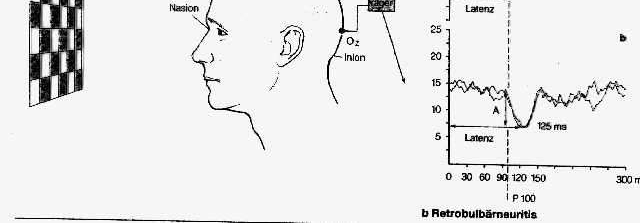 Nasion
O₂
Inion
Latenz
b
25
20
15
10
5
A
125 ms
Latenz
0 30 60 90 120 150 300 m
P 100
b Retrobulbärneuritis